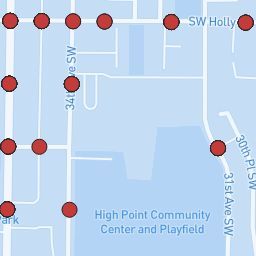 SW Holly
34th Ave SW
30th Pl SW
31st Ave SW
High Point Community
Center and Playfield